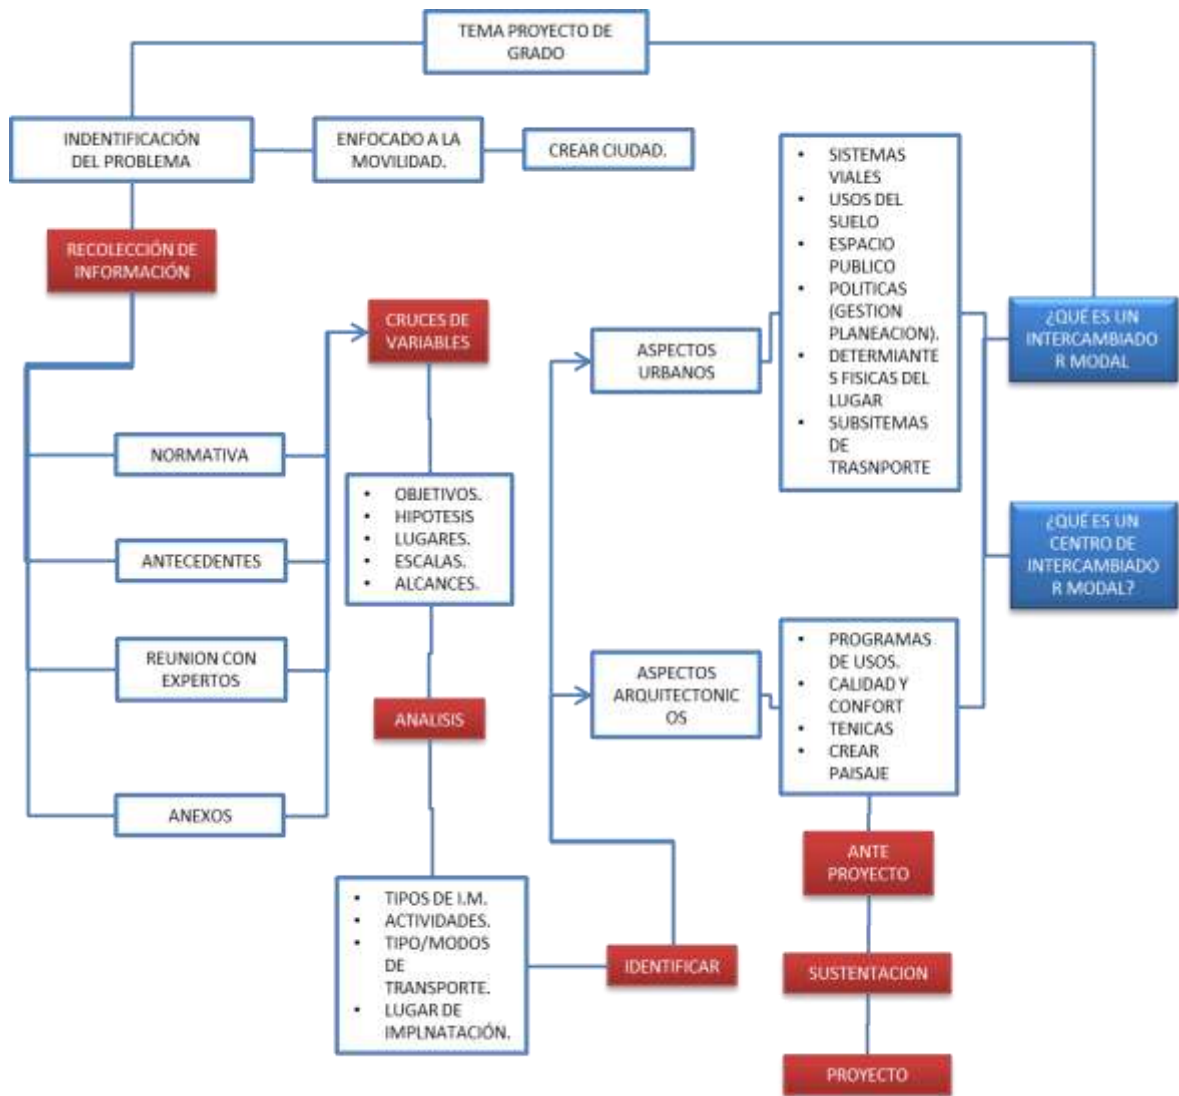 TEMA PROYECTO DE
GRADO
INDENTIFICACIÓN
DEL PROBLEMA
ENFOCADO A LA
MOVILIDAD.
CREAR CIUDAD.
RECOLECCIÓN DE
INFORMACIÓN
NORMATIVA
ANTECEDENTES
REUNION CON
EXPERTOS
ANEXOS
CRUCES DE
VARIABLES
• OBJETIVOS.
• HIPOTESIS
• LUGARES.
• ESCALAS.
• ALCANCES.
ANALISIS
• TIPOS DE I.M.
• ACTIVIDADES.
• TIPO/MODOS
DE
TRANSPORTE.
• LUGAR DE
IMPLNATACIÓN.
IDENTIFICAR
ASPECTOS
URBANOS
• SISTEMAS
VIALES
• USOS DEL
SUELO
• ESPACIO
PUBLICO
• POLITICAS
(GESTION
PLANEACION).
• DETERMIANTE
S FISICAS DEL
LUGAR
• SUBSITEMAS
DE
TRASNPORTE
ASPECTOS
ARQUITECTONIC
OS
• PROGRAMAS
DE USOS.
• CALIDAD Y
CONFORT
• TENICAS
• CREAR
PAISAJE
¿QUÉ ES UN
INTERCAMBIADO
R MODAL
¿QUÉ ES UN
CENTRO DE
INTERCAMBIADO
R MODAL?
ANTE
PROYECTO
SUSTENTACION
PROYECTO